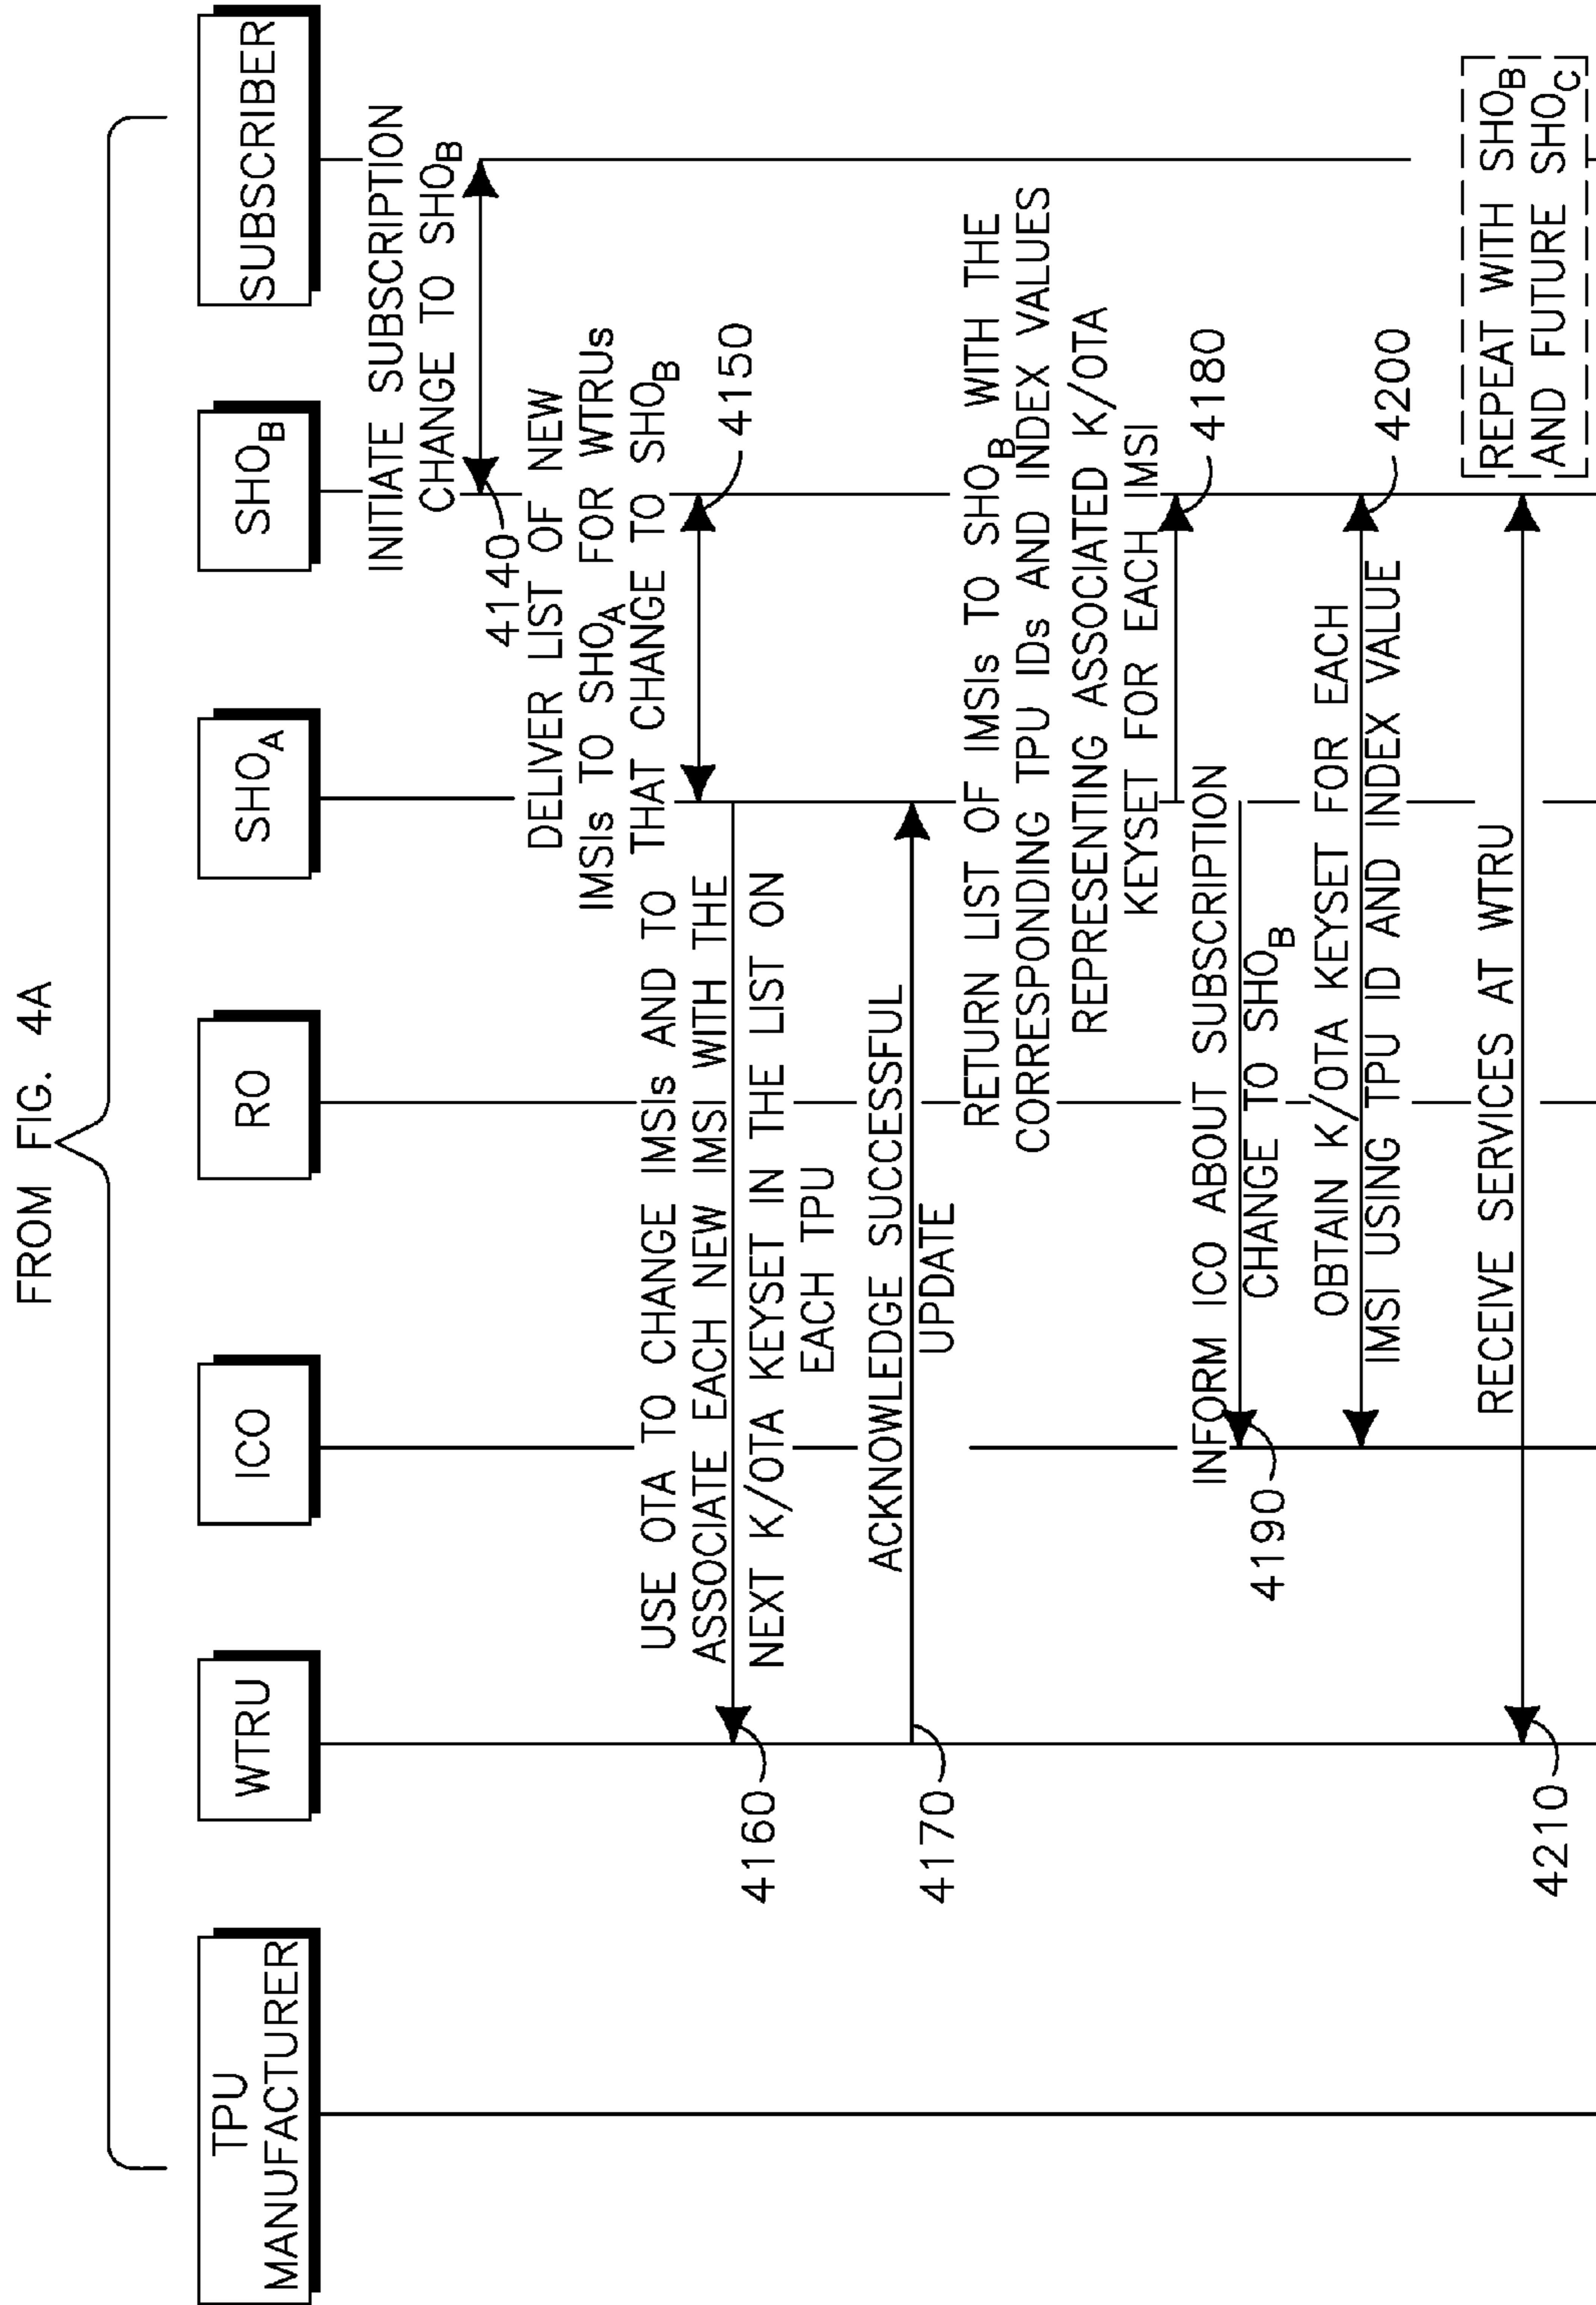 FROM FIG. 4A
TPU
MANUFACTURER
WTRU
ICO
RO
SHOA
SHOB
SUBSCRIBER
INITIATE SUBSCRIPTION
CHANGE TO SHOB
4140
DELIVER LIST OF NEW
IMSIs TO SHOA FOR WTRUs
THAT CHANGE TO SHOB
4150
USE OTA TO CHANGE IMSIs AND TO
ASSOCIATE EACH NEW IMSI WITH THE
NEXT K/OTA KEYSET IN THE LIST ON
EACH TPU
4160
ACKNOWLEDGE SUCCESSFUL
UPDATE
4170
RETURN LIST OF IMSIs TO SHOB WITH THE
CORRESPONDING TPU IDs AND INDEX VALUES
REPRESENTING ASSOCIATED K/OTA
KEYSET FOR EACH IMSI
4180
INFORM ICO ABOUT SUBSCRIPTION
CHANGE TO SHOB
4190
OBTAIN K/OTA KEYSET FOR EACH
IMSI USING TPU ID AND INDEX VALUE
4200
RECEIVE SERVICES AT WTRU
4210
REPEAT WITH SHOB
AND FUTURE SHOC